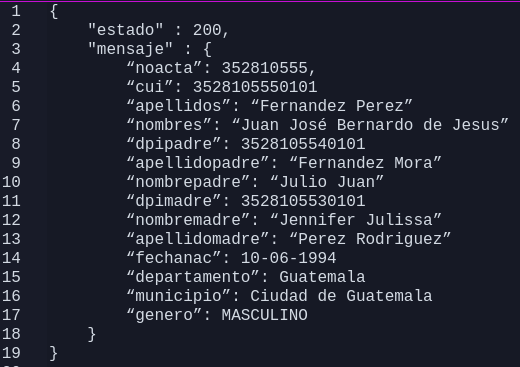 1 {
2     "estado" : 200,
3     "mensaje" : {
4         “noacta”: 352810555,
5         “cui”: 3528105550101
6         “apellidos”: “Fernandez Perez”
7         “nombres”: “Juan José Bernardo de Jesus”
8         “dpipadre”: 3528105540101
9         “apellidopadre”: “Fernandez Mora”
10         “nombrepadre”: “Julio Juan”
11         “dpimadre”: 3528105530101
12         “nombremadre”: “Jennifer Julissa”
13         “apellidomadre”: “Perez Rodriguez”
14         “fechanac”: 10-06-1994
15         “departamento”: Guatemala
16         “municipio”: Ciudad de Guatemala
17         “genero”: MASCULINO
18     }
19 }